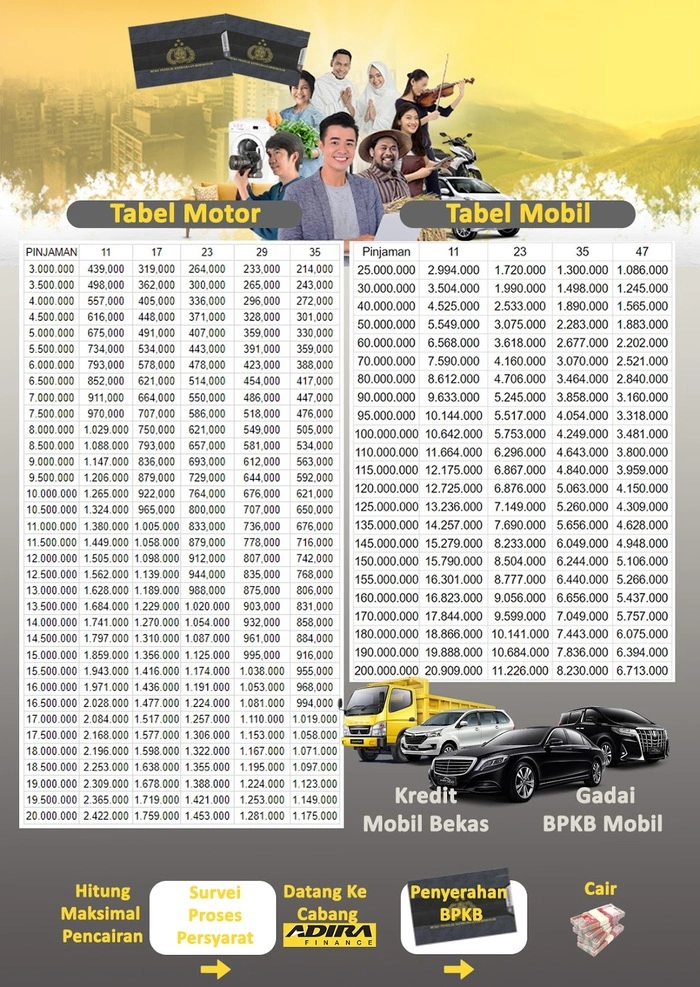 Tabel Motor
PINJAMAN 11 17 23 29 35
3.000.000 439,000 319,000 264,000 233,000 214,000
3.500.000 498,000 362,000 300,000 265,000 243,000
4.000.000 557,000 405,000 336,000 296,000 272,000
4.500.000 616,000 448,000 371,000 328,000 301,000
5.000.000 675,000 491,000 407,000 359,000 330,000
5.500.000 734,000 534,000 443,000 391,000 359,000
6.000.000 793,000 578,000 478,000 423,000 388,000
6.500.000 852,000 621,000 514,000 454,000 417,000
7.000.000 911,000 664,000 550,000 486,000 447,000
7.500.000 970,000 707,000 586,000 518,000 476,000
8.000.000 1.029.000 750,000 621,000 549,000 505,000
8.500.000 1.088.000 793,000 657,000 581,000 534,000
9.000.000 1.147.000 836,000 693,000 612,000 563,000
9.500.000 1.206.000 879,000 729,000 644,000 592,000
10.000.000 1.265.000 922,000 764,000 676,000 621,000
10.500.000 1.324.000 965,000 800,000 707,000 650,000
11.000.000 1.380.000 1.005.000 833,000 736,000 676,000
11.500.000 1.449.000 1.058.000 879,000 778,000 716,000
12.000.000 1.505.000 1.098.000 912,000 807,000 742,000
12.500.000 1.562.000 1.139.000 944,000 835,000 768,000
13.000.000 1.628.000 1.189.000 988,000 875,000 806,000
13.500.000 1.684.000 1.229.000 1.020.000 903,000 831,000
14.000.000 1.741.000 1.270.000 1.054.000 932,000 858,000
14.500.000 1.797.000 1.310.000 1.087.000 961,000 884,000
15.000.000 1.859.000 1.356.000 1.125.000 995,000 916,000
15.500.000 1.943.000 1.416.000 1.174.000 1.038.000 955,000
16.000.000 1.971.000 1.436.000 1.191.000 1.053.000 968,000
16.500.000 2.028.000 1.477.000 1.224.000 1.081.000 994,000
17.000.000 2.084.000 1.517.000 1.257.000 1.110.000 1.019.000
17.500.000 2.168.000 1.577.000 1.306.000 1.153.000 1.058.000
18.000.000 2.196.000 1.598.000 1.322.000 1.167.000 1.071.000
18.500.000 2.253.000 1.638.000 1.355.000 1.195.000 1.097.000
19.000.000 2.309.000 1.678.000 1.388.000 1.224.000 1.123.000
19.500.000 2.365.000 1.719.000 1.421.000 1.253.000 1.149.000
20.000.000 2.422.000 1.759.000 1.453.000 1.281.000 1.175.000
Tabel Mobil
Pinjaman 11 23 35 47
25.000.000 2.994.000 1.720.000 1.300.000 1.086.000
30.000.000 3.504.000 1.990.000 1.498.000 1.245.000
40.000.000 4.525.000 2.533.000 1.890.000 1.565.000
50.000.000 5.549.000 3.075.000 2.283.000 1.883.000
60.000.000 6.568.000 3.618.000 2.677.000 2.202.000
70.000.000 7.590.000 4.160.000 3.070.000 2.521.000
80.000.000 8.612.000 4.706.000 3.464.000 2.840.000
90.000.000 9.633.000 5.245.000 3.858.000 3.160.000
95.000.000 10.144.000 5.517.000 4.054.000 3.318.000
100.000.000 10.642.000 5.753.000 4.249.000 3.481.000
110.000.000 11.664.000 6.296.000 4.643.000 3.800.000
115.000.000 12.175.000 6.867.000 4.840.000 3.959.000
120.000.000 12.725.000 6.876.000 5.063.000 4.150.000
125.000.000 13.236.000 7.149.000 5.260.000 4.309.000
135.000.000 14.257.000 7.690.000 5.656.000 4.628.000
145.000.000 15.279.000 8.233.000 6.049.000 4.948.000
150.000.000 15.790.000 8.504.000 6.244.000 5.106.000
155.000.000 16.301.000 8.777.000 6.440.000 5.266.000
160.000.000 16.823.000 9.056.000 6.656.000 5.437.000
170.000.000 17.844.000 9.599.000 7.049.000 5.757.000
180.000.000 18.866.000 10.141.000 7.443.000 6.075.000
190.000.000 19.888.000 10.684.000 7.836.000 6.394.000
200.000.000 20.909.000 11.226.000 8.230.000 6.713.000
Kredit
Mobil Bekas
Gadai
BPKB Mobil
Hitung
Maksimal
Pencairan
Survei
Proses
Persyarat
Datang Ke
Cabang
ADIRA
FINANCE
Penyerahan
BPKB
Cair